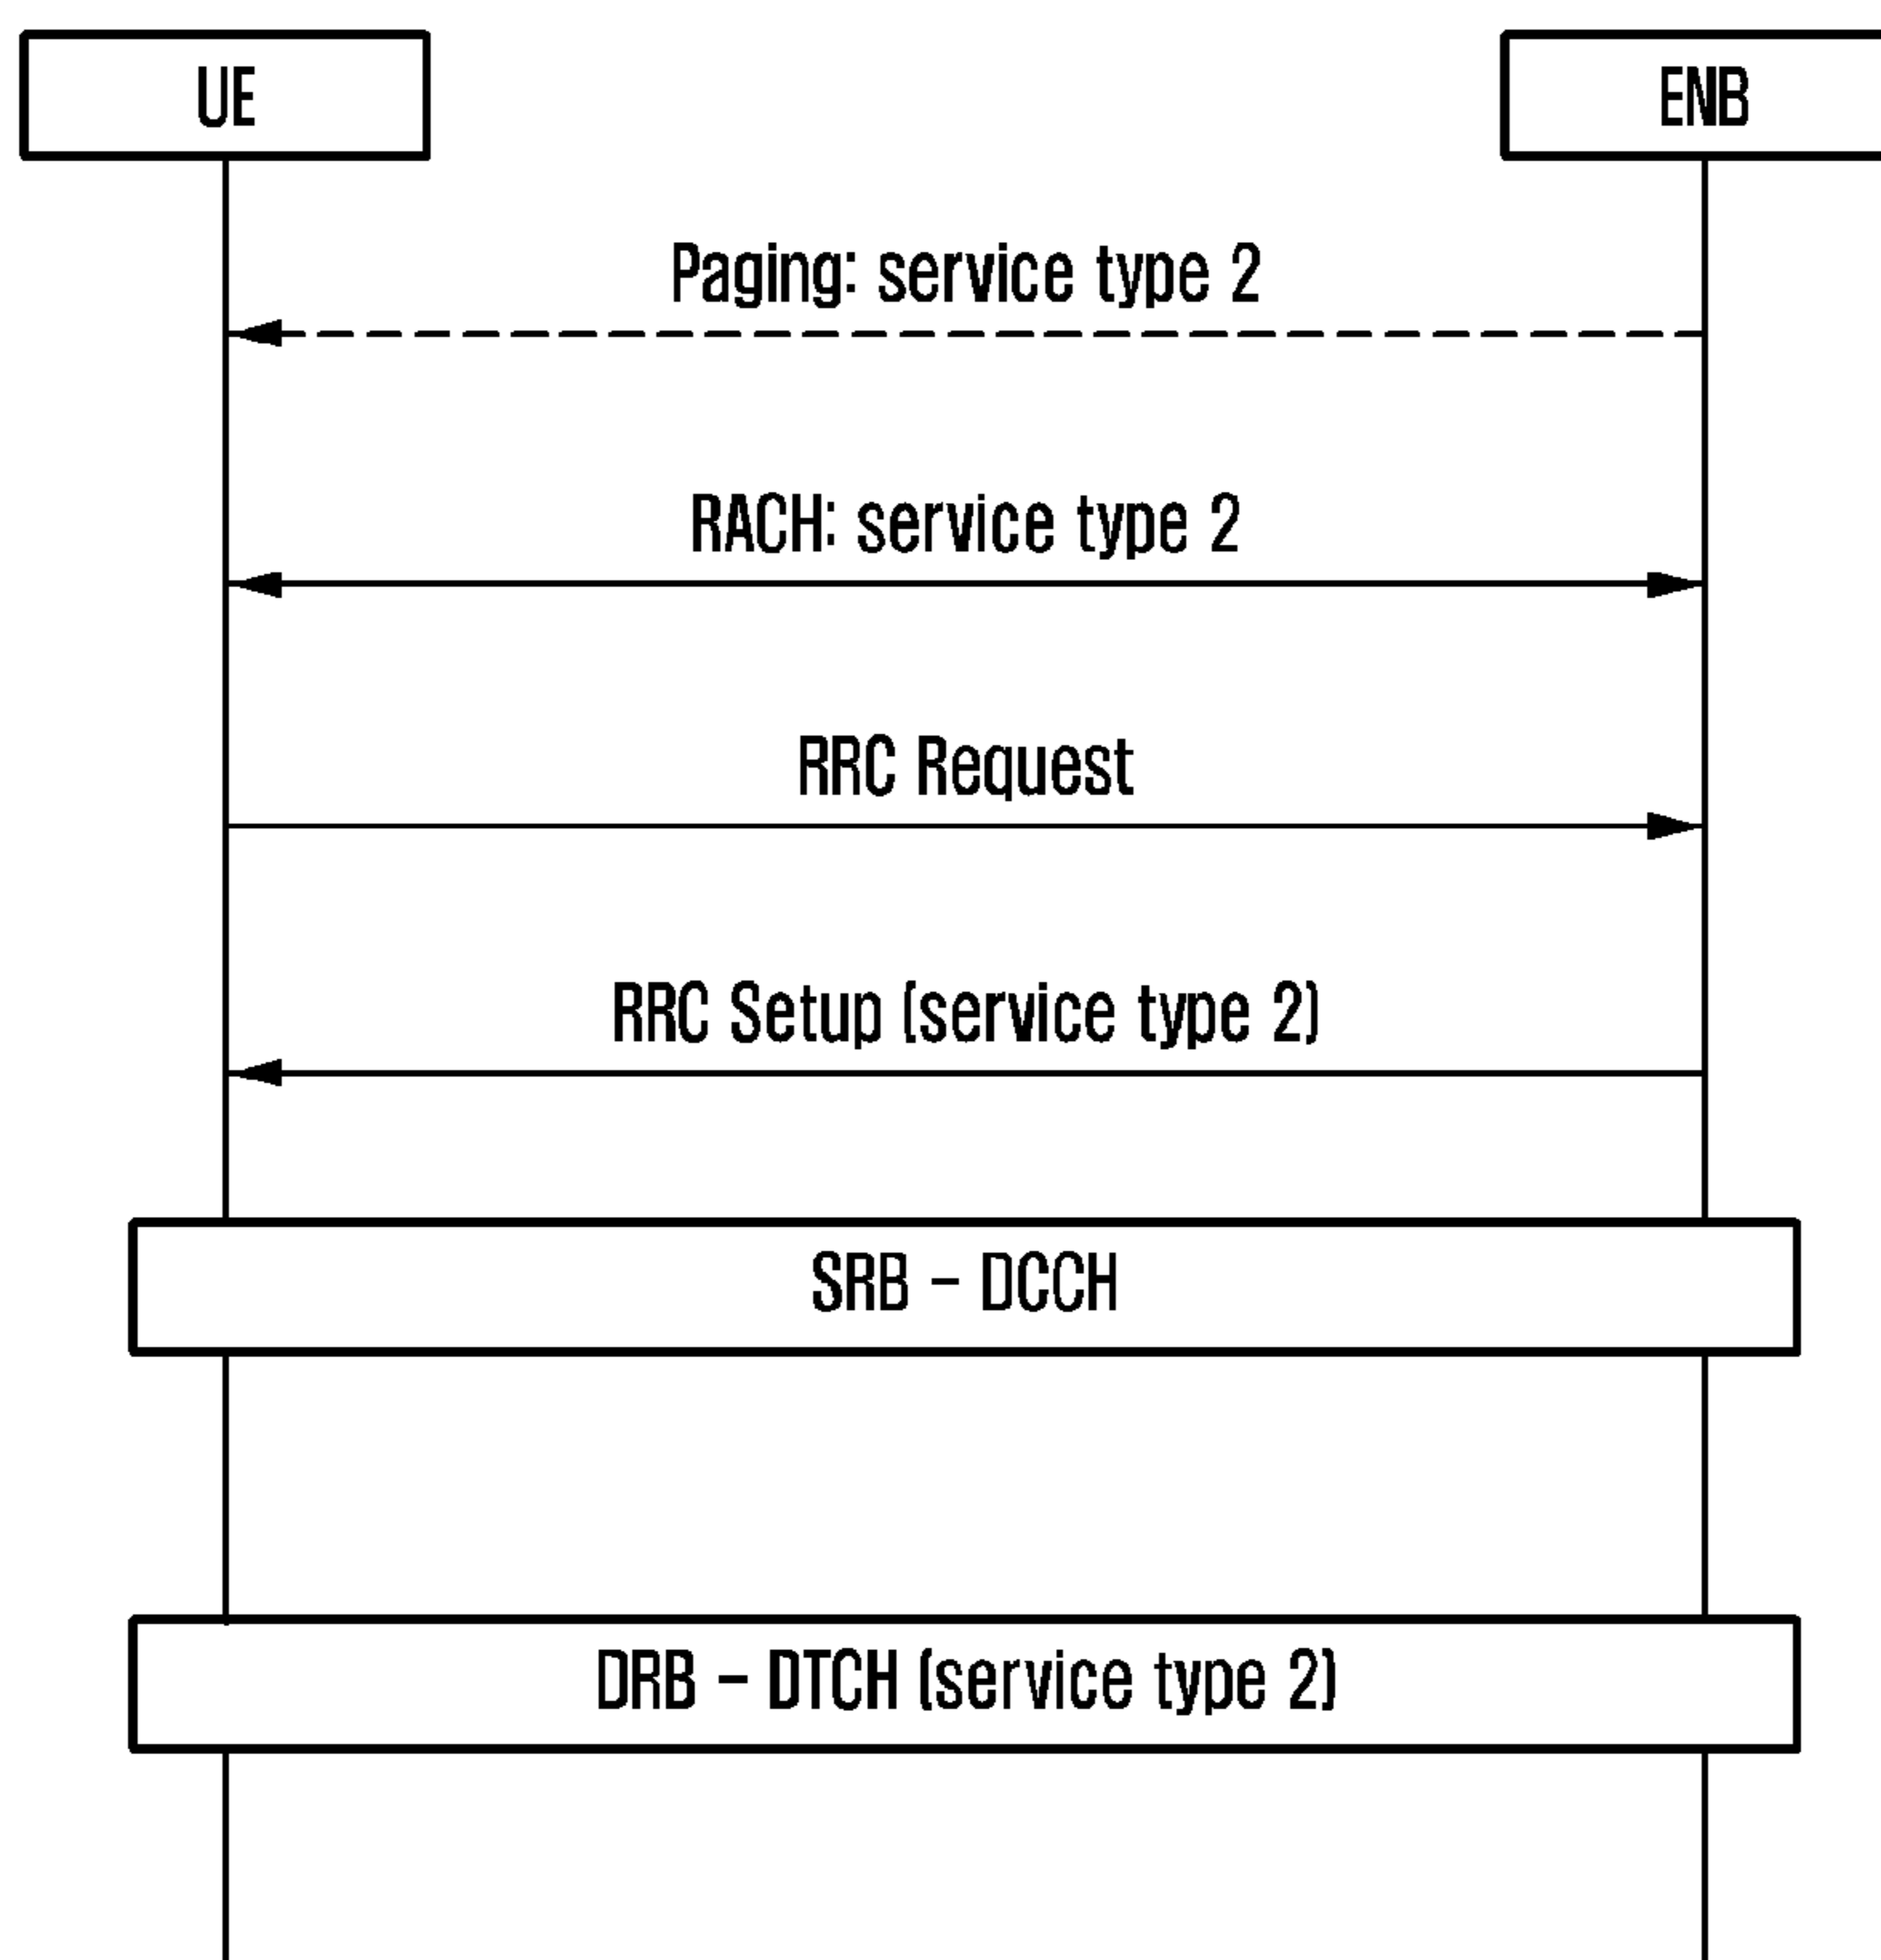 UE
ENB
Paging: service type 2
RACH: service type 2
RRC Request
RRC Setup (service type 2)
SRB – DCCH
DRB – DTCH (service type 2)